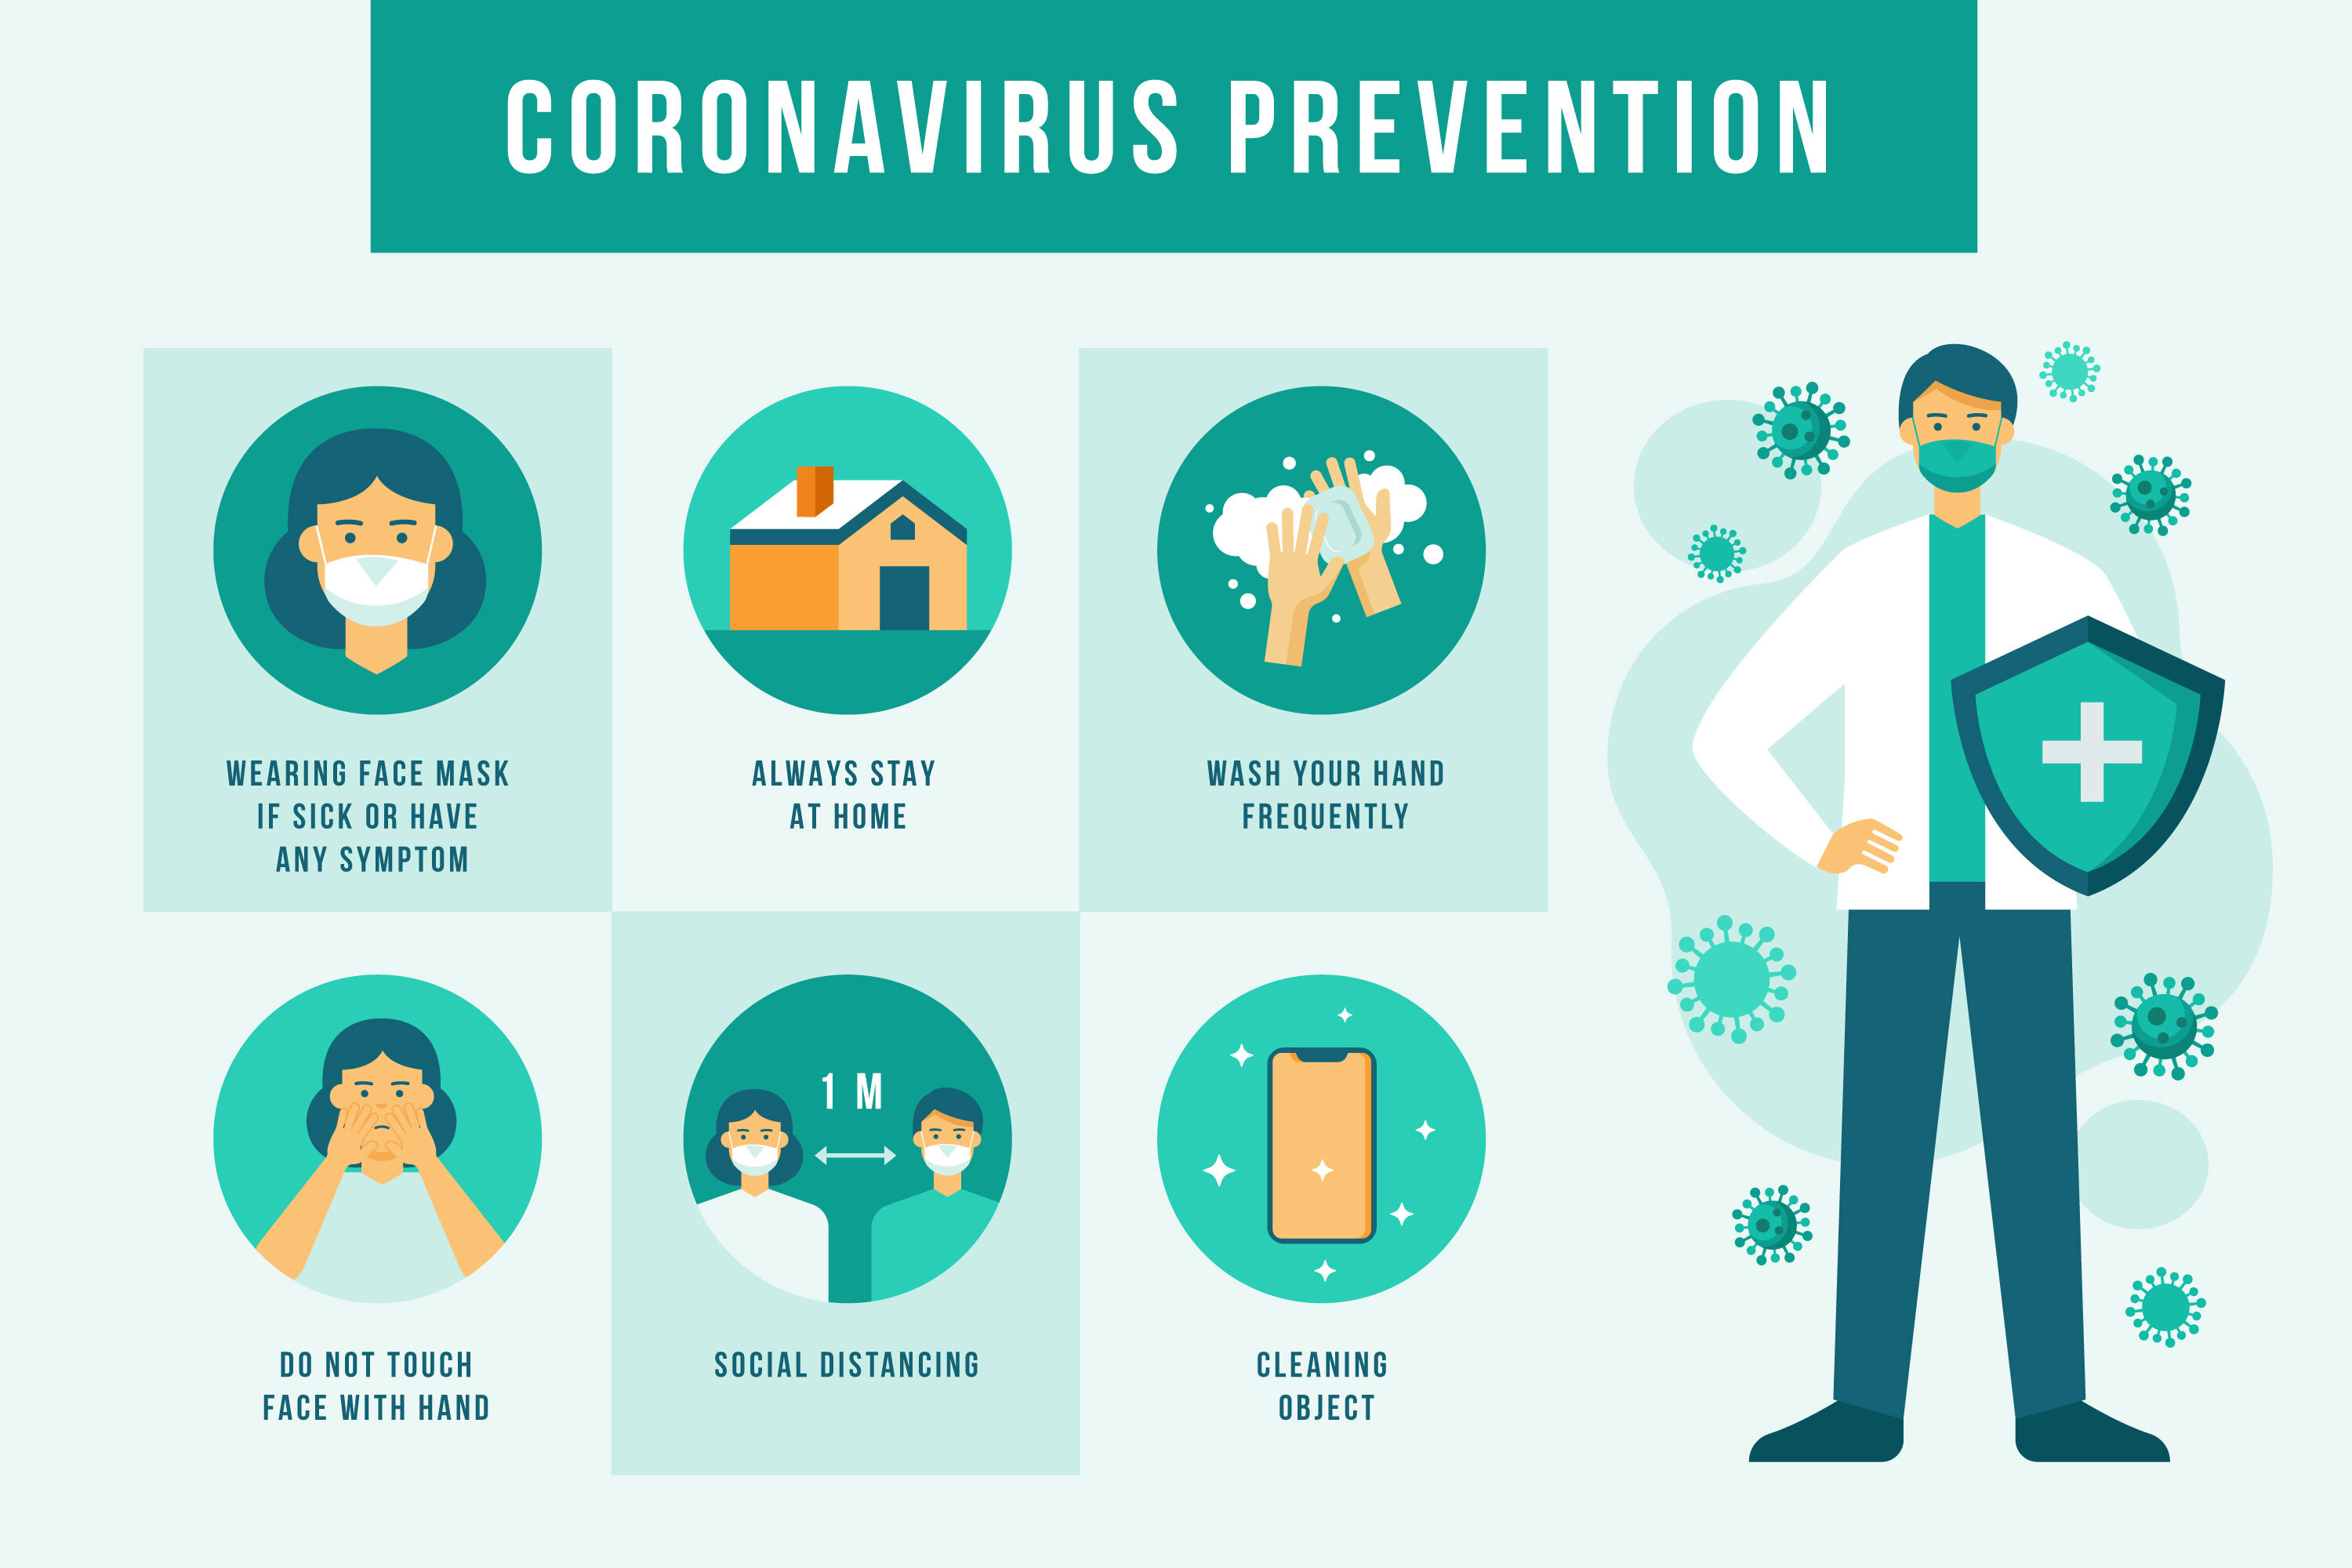 CORONAVIRUS PREVENTION
WEARING FACE MASK
IF SICK OR HAVE
ANY SYMPTOM
ALWAYS STAY
AT HOME
WASH YOUR HAND
FREQUENTLY
DO NOT TOUCH
FACE WITH HAND
1 M
SOCIAL DISTANCING
CLEANING
OBJECT